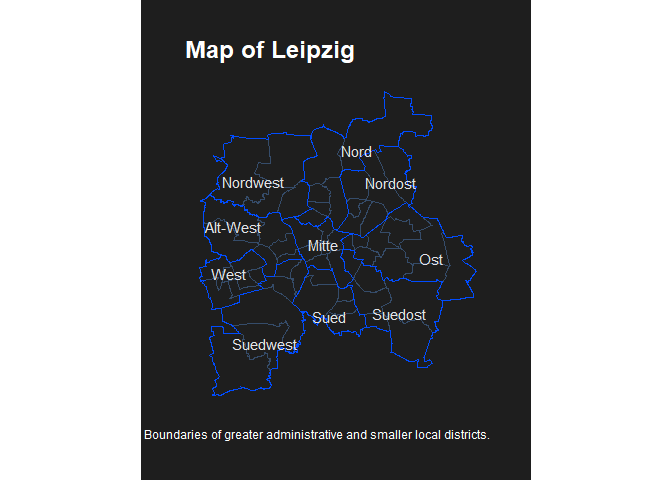 Map of Leipzig
Nord
Nordwest
Nordost
Alt-West
Mitte
Ost
West
Sued
Suedost
Suedwest
Boundaries of greater administrative and smaller local districts.